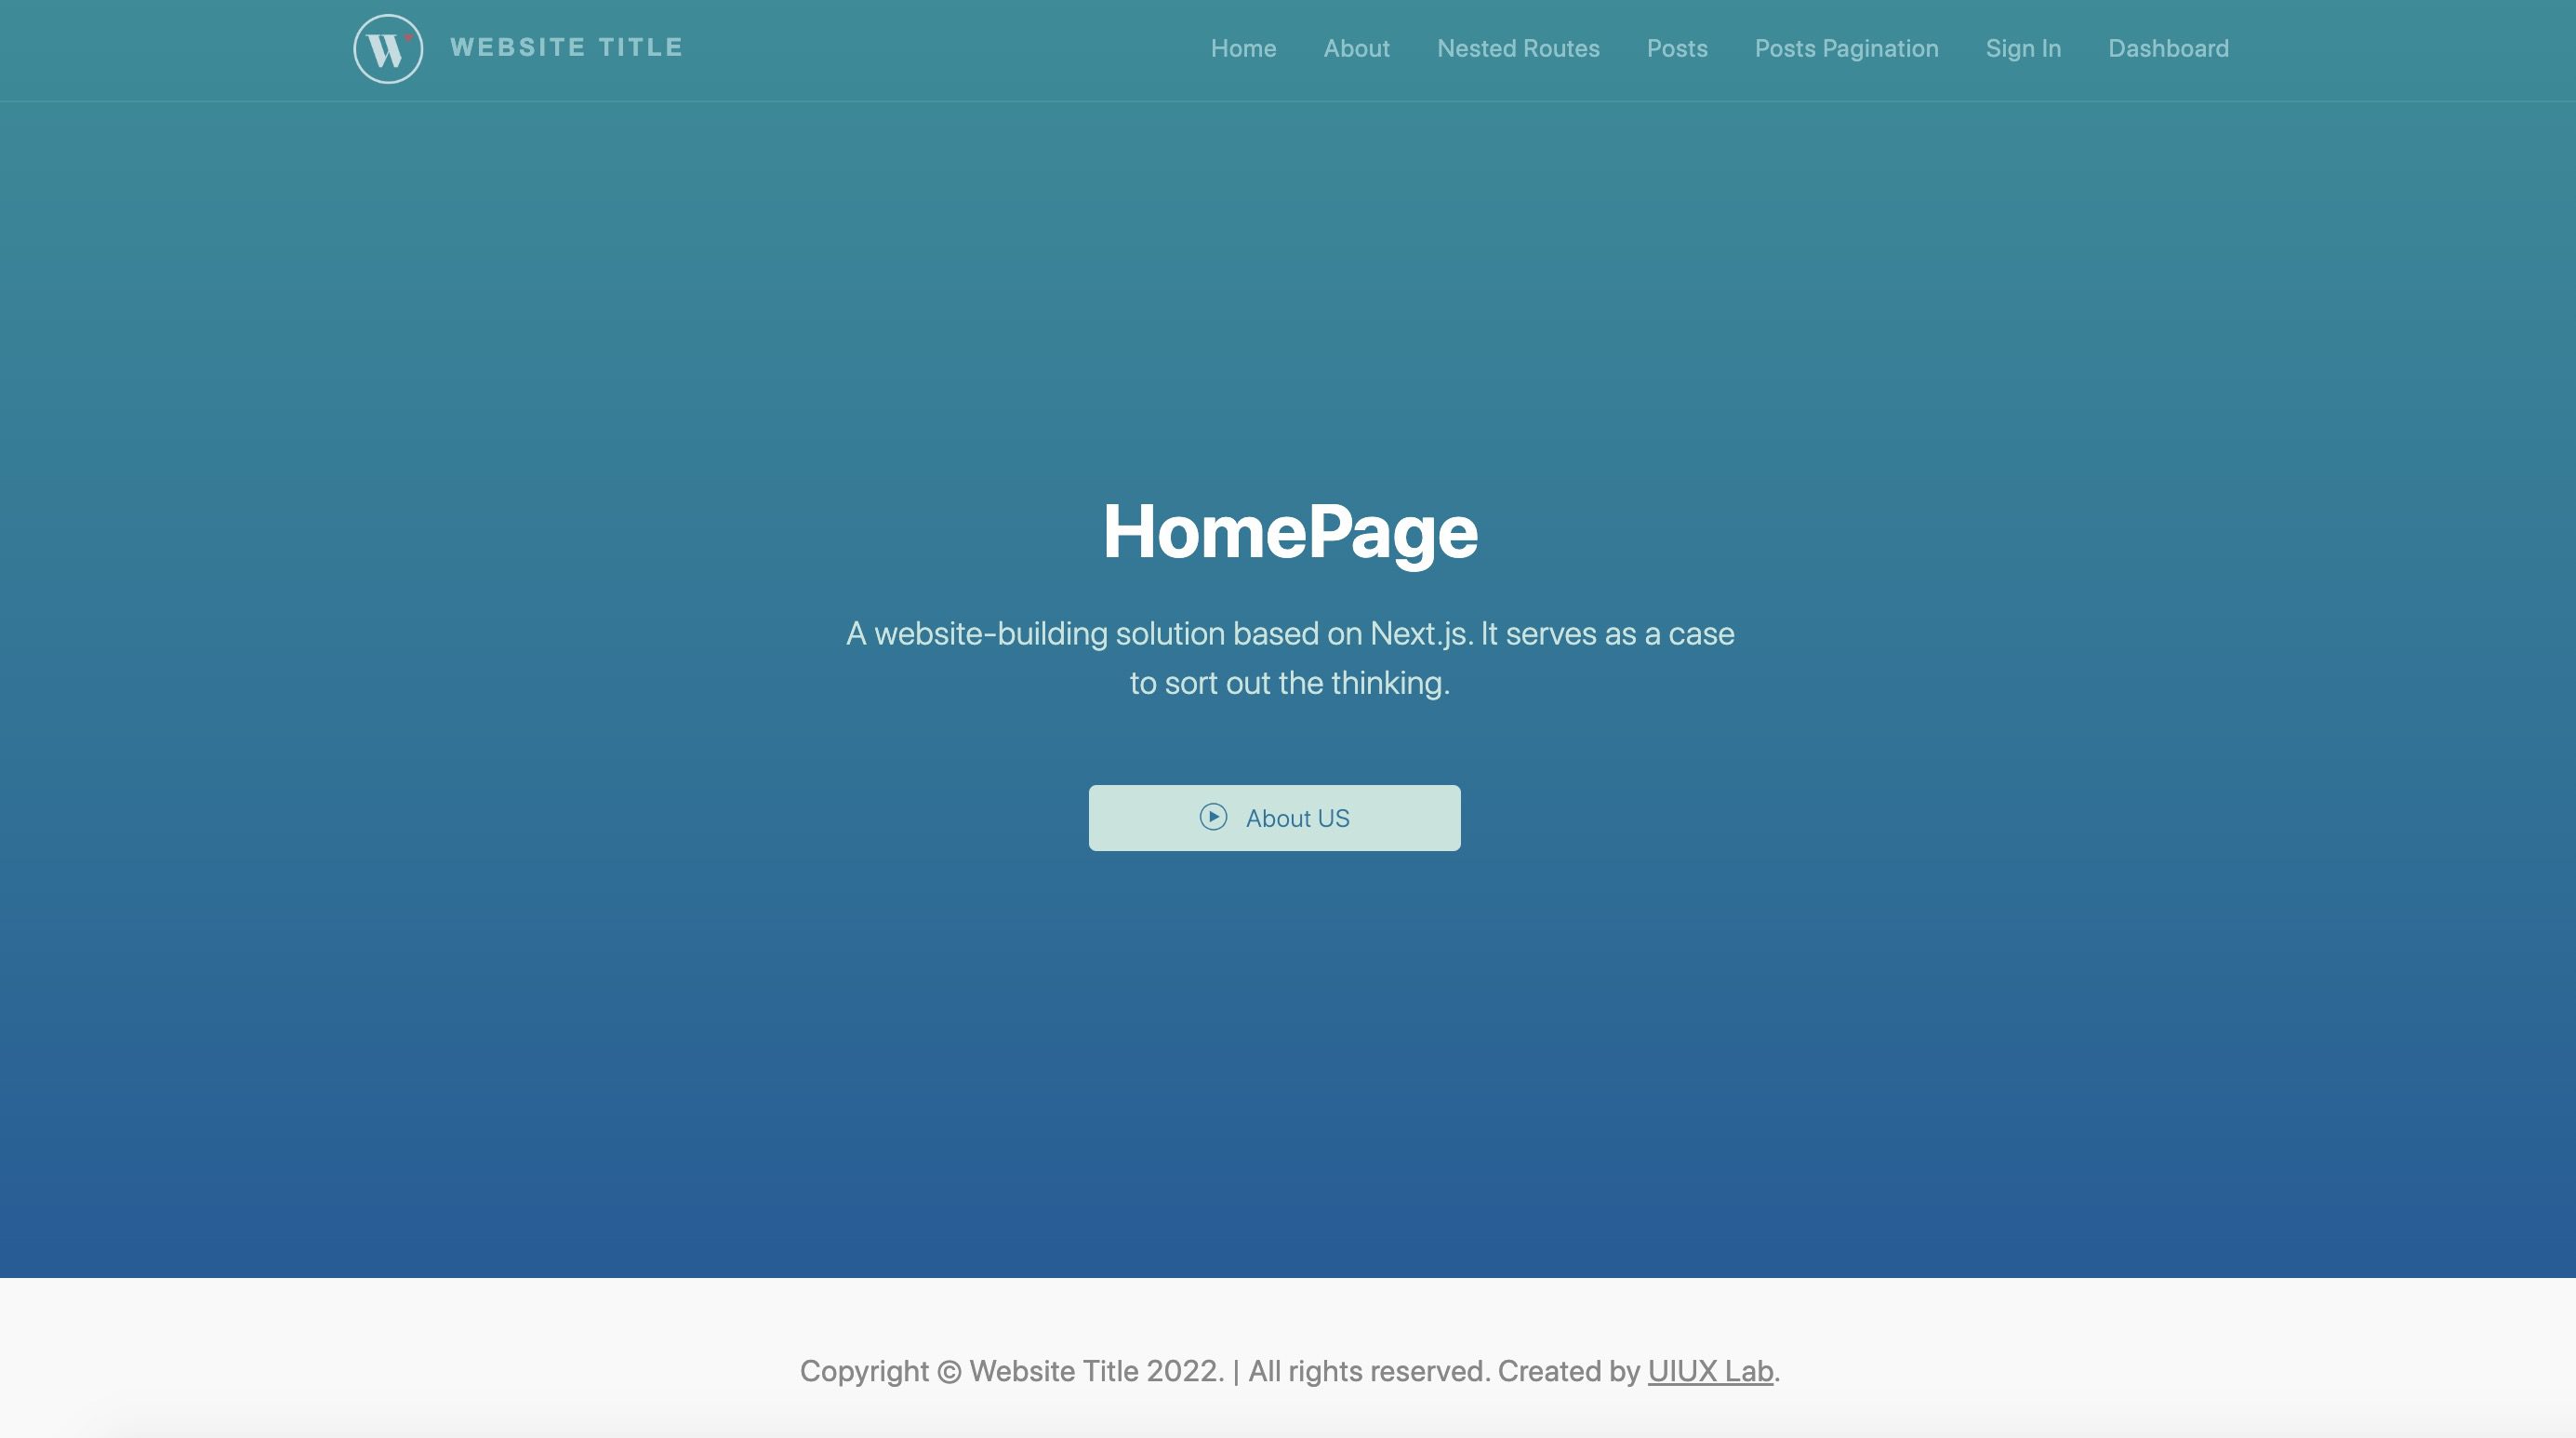 W WEBSITE TITLE
Home About Nested Routes Posts Posts Pagination Sign In Dashboard
HomePage
A website-building solution based on Next.js. It serves as a case
to sort out the thinking.
About US
Copyright © Website Title 2022. | All rights reserved. Created by UIUX Lab.